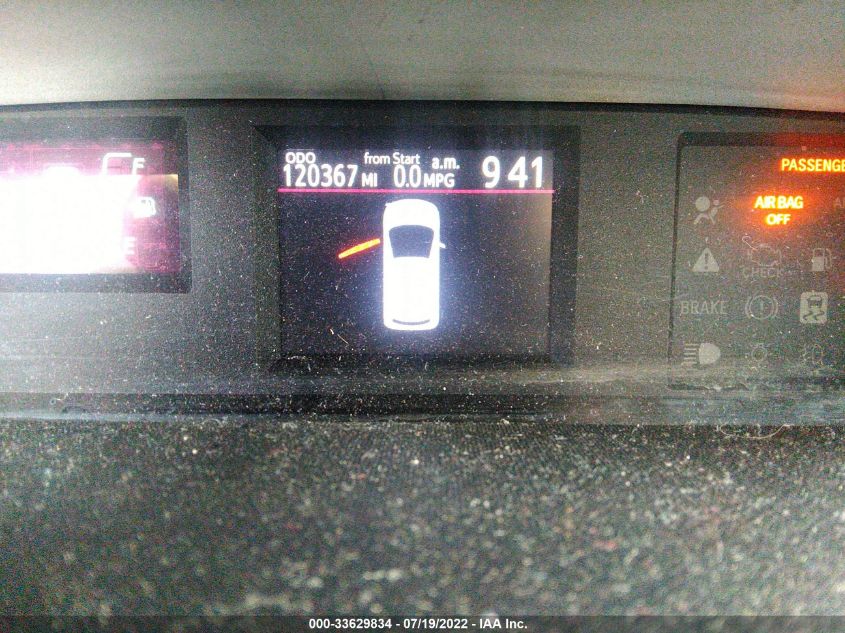 F
E
ODO from Start a.m.
120367 MI 0.0 MPG 9 41
PASSENGE
AIR BAG
OFF
CHECK
BRAKE
000-33629834 - 07/19/2022 - IAA Inc.